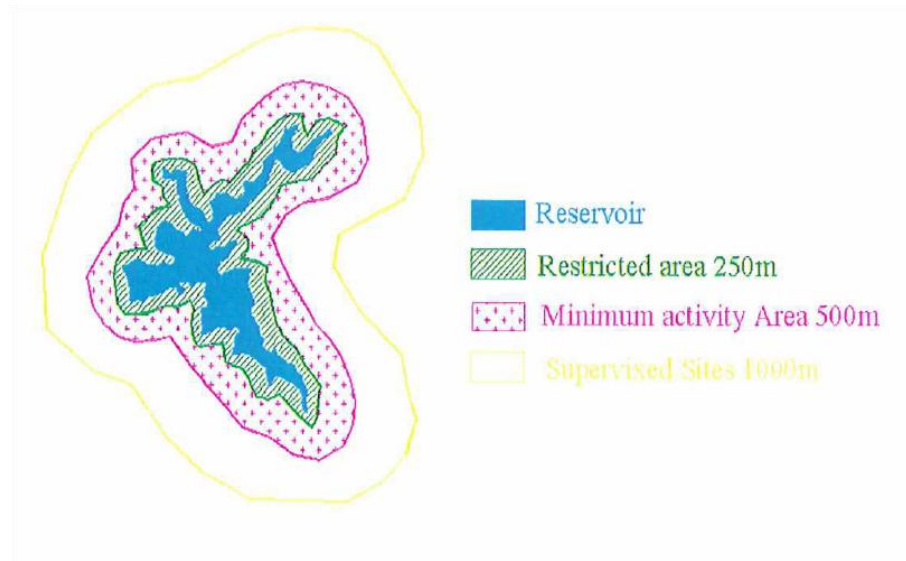 Reservoir
Restricted area 250m
Minimum activity Area 500m
Supervised Sites 1000m